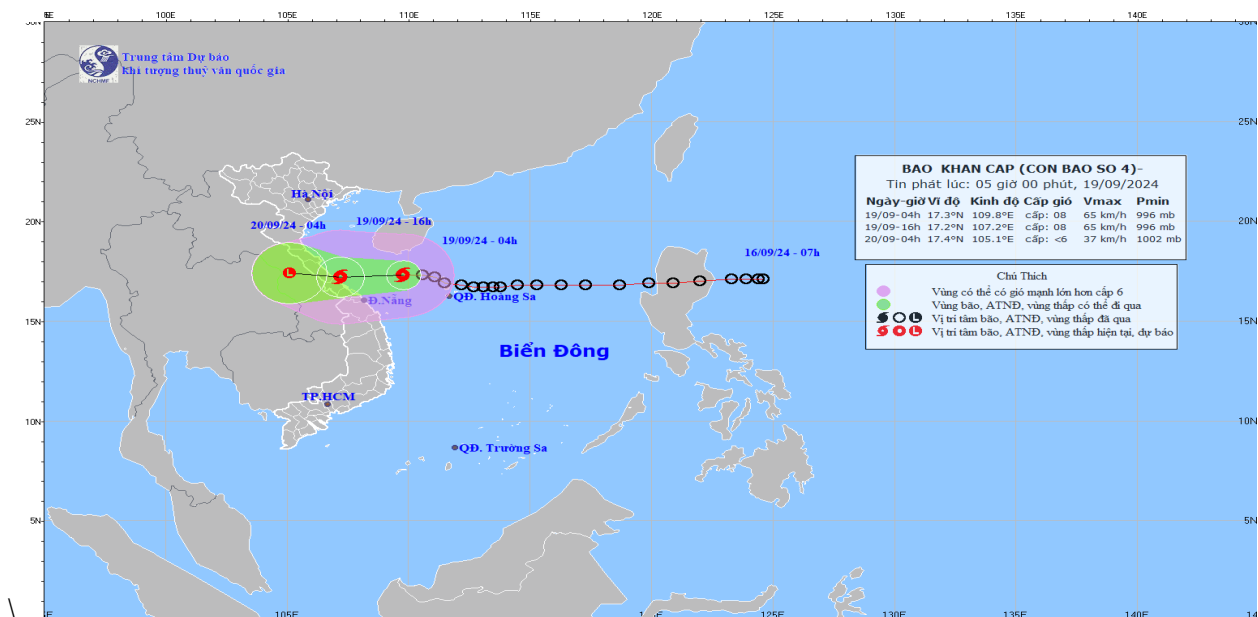 105E 100E 105E 110E 115E 120E 125E 130E 135E 140E
30N
Trung tâm Dự báo
khí tượng thuỷ văn quốc gia
NCHMF
25N 25N
BAO KHAN CAP (CON BAO SO 4)-
Tin phát lúc: 05 giờ 00 phút, 19/09/2024
Ngày-giờ Vĩ độ Kinh độ Cấp gió Vmax Pmin
19/09-04h 17.3°N 109.8°E cấp: 08 65 km/h 996 mb
19/09-16h 17.2°N 107.2°E cấp: 08 65 km/h 996 mb
20/09-04h 17.4°N 105.1°E cấp: <6 37 km/h 1002 mb
Hà Nội
20N 20N
20/09/24 - 04h
19/09/24 - 16h
19/09/24 - 04h
16/09/24 - 07h
L
Chú Thích
Vùng có thể có gió mạnh lớn hơn cấp 6
Vùng bão, ATNĐ, vùng thấp có thể đi qua
L Vị trí tâm bão, ATNĐ, vùng thấp đã qua
L Vị trí tâm bão, ATNĐ, vùng thấp hiện tại, dự báo
Đ.Nẵng
QĐ. Hoàng Sa
15N 15N
Biển Đông
TP.HCM
10N 10N
QĐ. Trường Sa
5N 5N
105E 110E 115E 120E 125E 130E 135E 140E